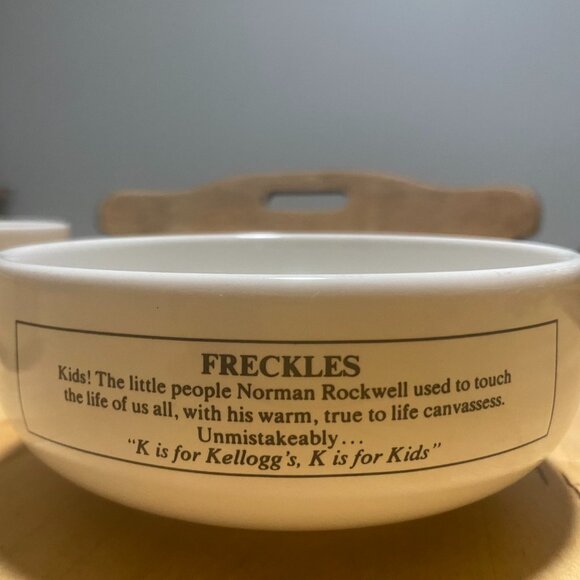 FRECKLES
Kids! The little people Norman Rockwell used to touch
the life of us all, with his warm, true to life canvassess.
Unmistakeably...
"K is for Kellogg's, K is for Kids"